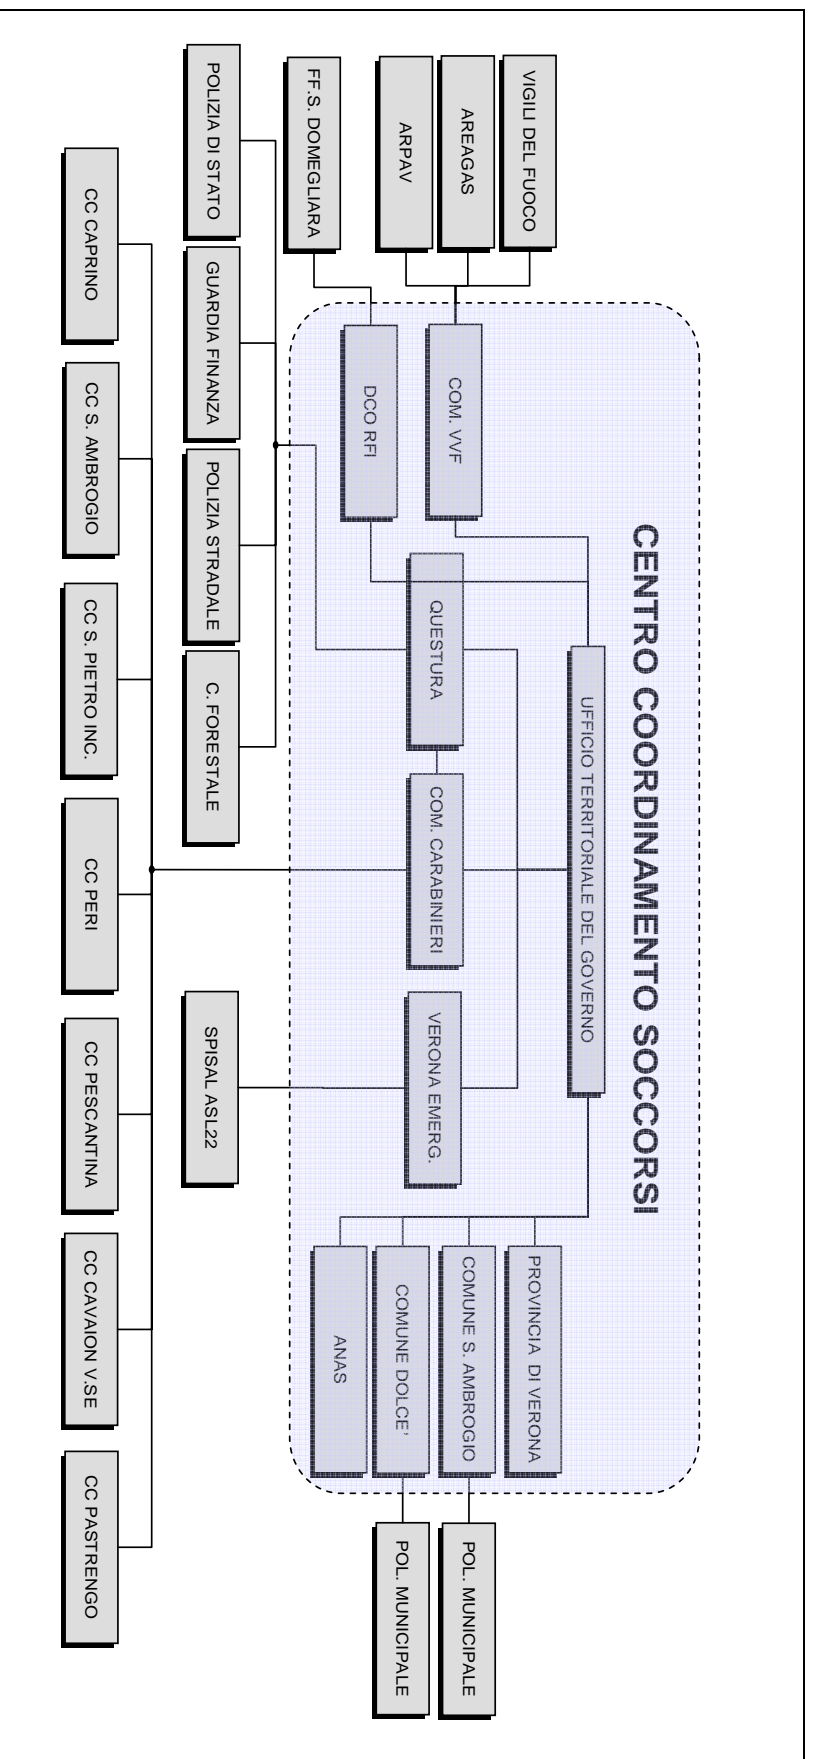 CENTRO COORDINAMENTO SOCCORSI
UFFICIO TERRITORIALE DEL GOVERNO
VIGILI DEL FUOCO
AREAGAS
ARPAV
FF.S. DOMEGLIARA
COM. VVF
DCO RFI
QUESTURA
COM. CARABINIERI
VERONA EMERG.
PROVINCIA DI VERONA
COMUNE S. AMBROGIO
COMUNE DOLCE'
ANAS
POL. MUNICIPALE
POL. MUNICIPALE
POLIZIA DI STATO
GUARDIA FINANZA
POLIZIA STRADALE
C. FORESTALE
SPISAL ASL22
CC CAPRINO
CC S. AMBROGIO
CC S. PIETRO INC.
CC PERI
CC PESCANTINA
CC CAVAION V.SE
CC PASTRENGO